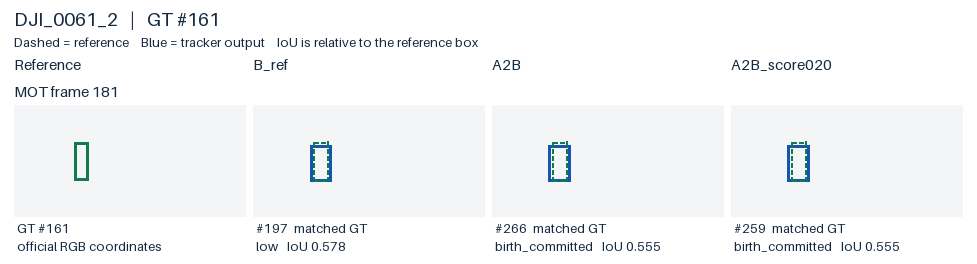 DJI_0061_2 | GT #161
Dashed = reference Blue = tracker output IoU is relative to the reference box
Reference B_ref A2B A2B_score020
MOT frame 181
GT #161 #197 matched GT #266 matched GT #259 matched GT
official RGB coordinates low IoU 0.578 birth_committed IoU 0.555 birth_committed IoU 0.555